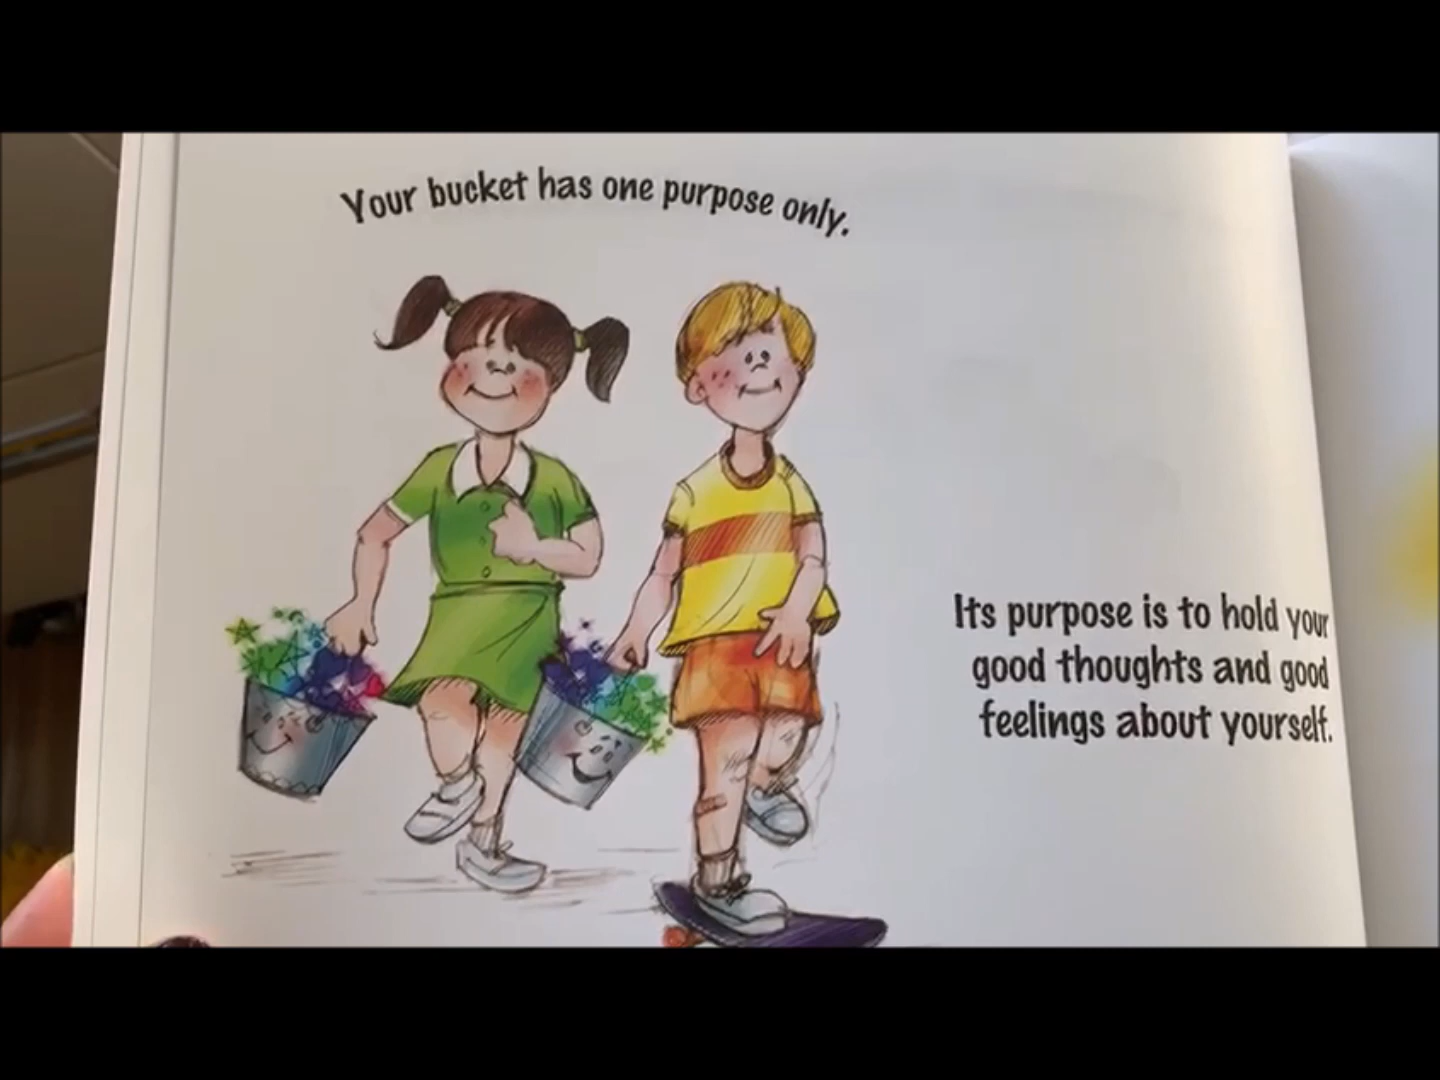 Your bucket has one purpose only.
Its purpose is to hold your
good thoughts and good
feelings about yourself.